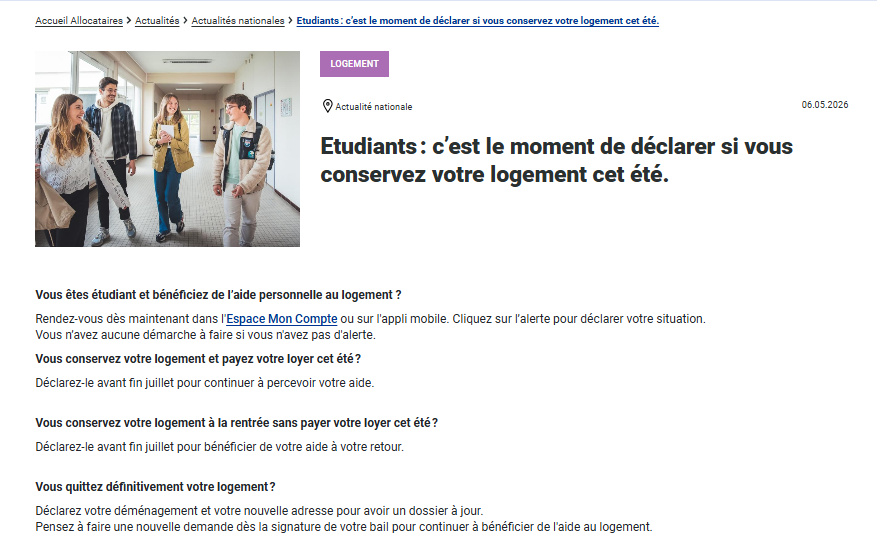 Accueil Allocataires > Actualités > Actualités nationales > Etudiants : c'est le moment de déclarer si vous conservez votre logement cet été.
LOGEMENT
Actualité nationale
06.05.2026
Etudiants : c'est le moment de déclarer si vous
conservez votre logement cet été.
Vous êtes étudiant et bénéficiez de l'aide personnelle au logement ?
Rendez-vous dès maintenant dans l'Espace Mon Compte ou sur l'appli mobile. Cliquez sur l'alerte pour déclarer votre situation.
Vous n'avez aucune démarche à faire si vous n'avez pas d'alerte.
Vous conservez votre logement et payez votre loyer cet été ?
Déclarez-le avant fin juillet pour continuer à percevoir votre aide.
Vous conservez votre logement à la rentrée sans payer votre loyer cet été ?
Déclarez-le avant fin juillet pour bénéficier de votre aide à votre retour.
Vous quittez définitivement votre logement ?
Déclarez votre déménagement et votre nouvelle adresse pour avoir un dossier à jour.
Pensez à faire une nouvelle demande dès la signature de votre bail pour continuer à bénéficier de l'aide au logement.